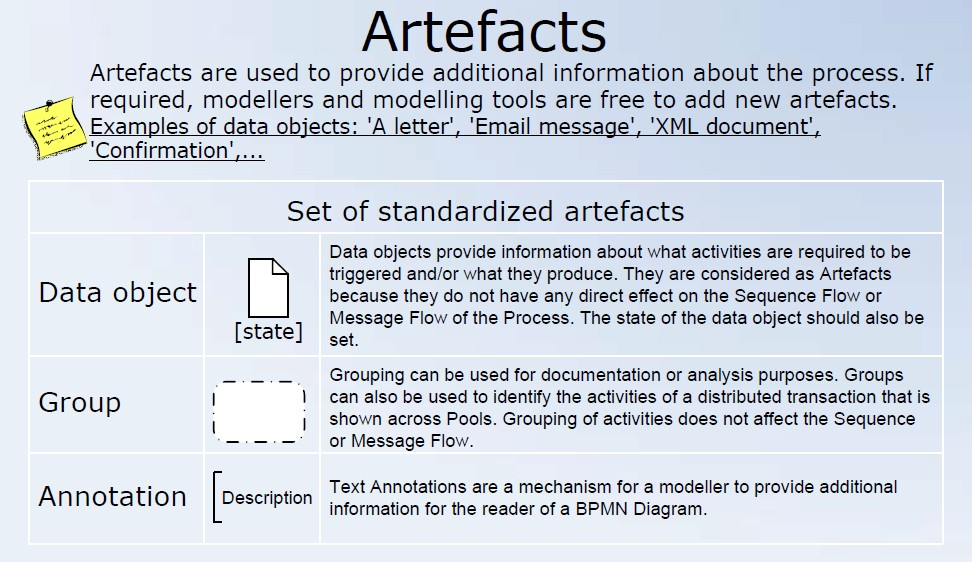 Artefacts
Artefacts are used to provide additional information about the process. If
required, modellers and modelling tools are free to add new artefacts.
Examples of data objects: 'A letter', 'Email message', 'XML document',
'Confirmation',...
Set of standardized artefacts
Data object
[state]
Data objects provide information about what activities are required to be
triggered and/or what they produce. They are considered as Artefacts
because they do not have any direct effect on the Sequence Flow or
Message Flow of the Process. The state of the data object should also be
set.
Group
Grouping can be used for documentation or analysis purposes. Groups
can also be used to identify the activities of a distributed transaction that is
shown across Pools. Grouping of activities does not affect the Sequence
or Message Flow.
Annotation
Description
Text Annotations are a mechanism for a modeller to provide additional
information for the reader of a BPMN Diagram.